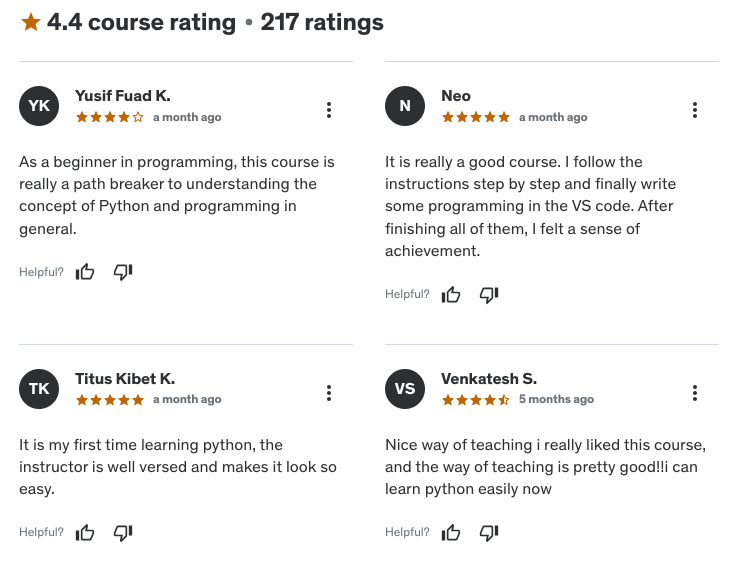 4.4 course rating • 217 ratings
YK
Yusif Fuad K.
a month ago
As a beginner in programming, this course is
really a path breaker to understanding the
concept of Python and programming in
general.
Helpful?
N
Neo
a month ago
It is really a good course. I follow the
instructions step by step and finally write
some programming in the VS code. After
finishing all of them, I felt a sense of
achievement.
Helpful?
TK
Titus Kibet K.
a month ago
It is my first time learning python, the
instructor is well versed and makes it look so
easy.
Helpful?
VS
Venkatesh S.
5 months ago
Nice way of teaching i really liked this course,
and the way of teaching is pretty good!!i can
learn python easily now
Helpful?